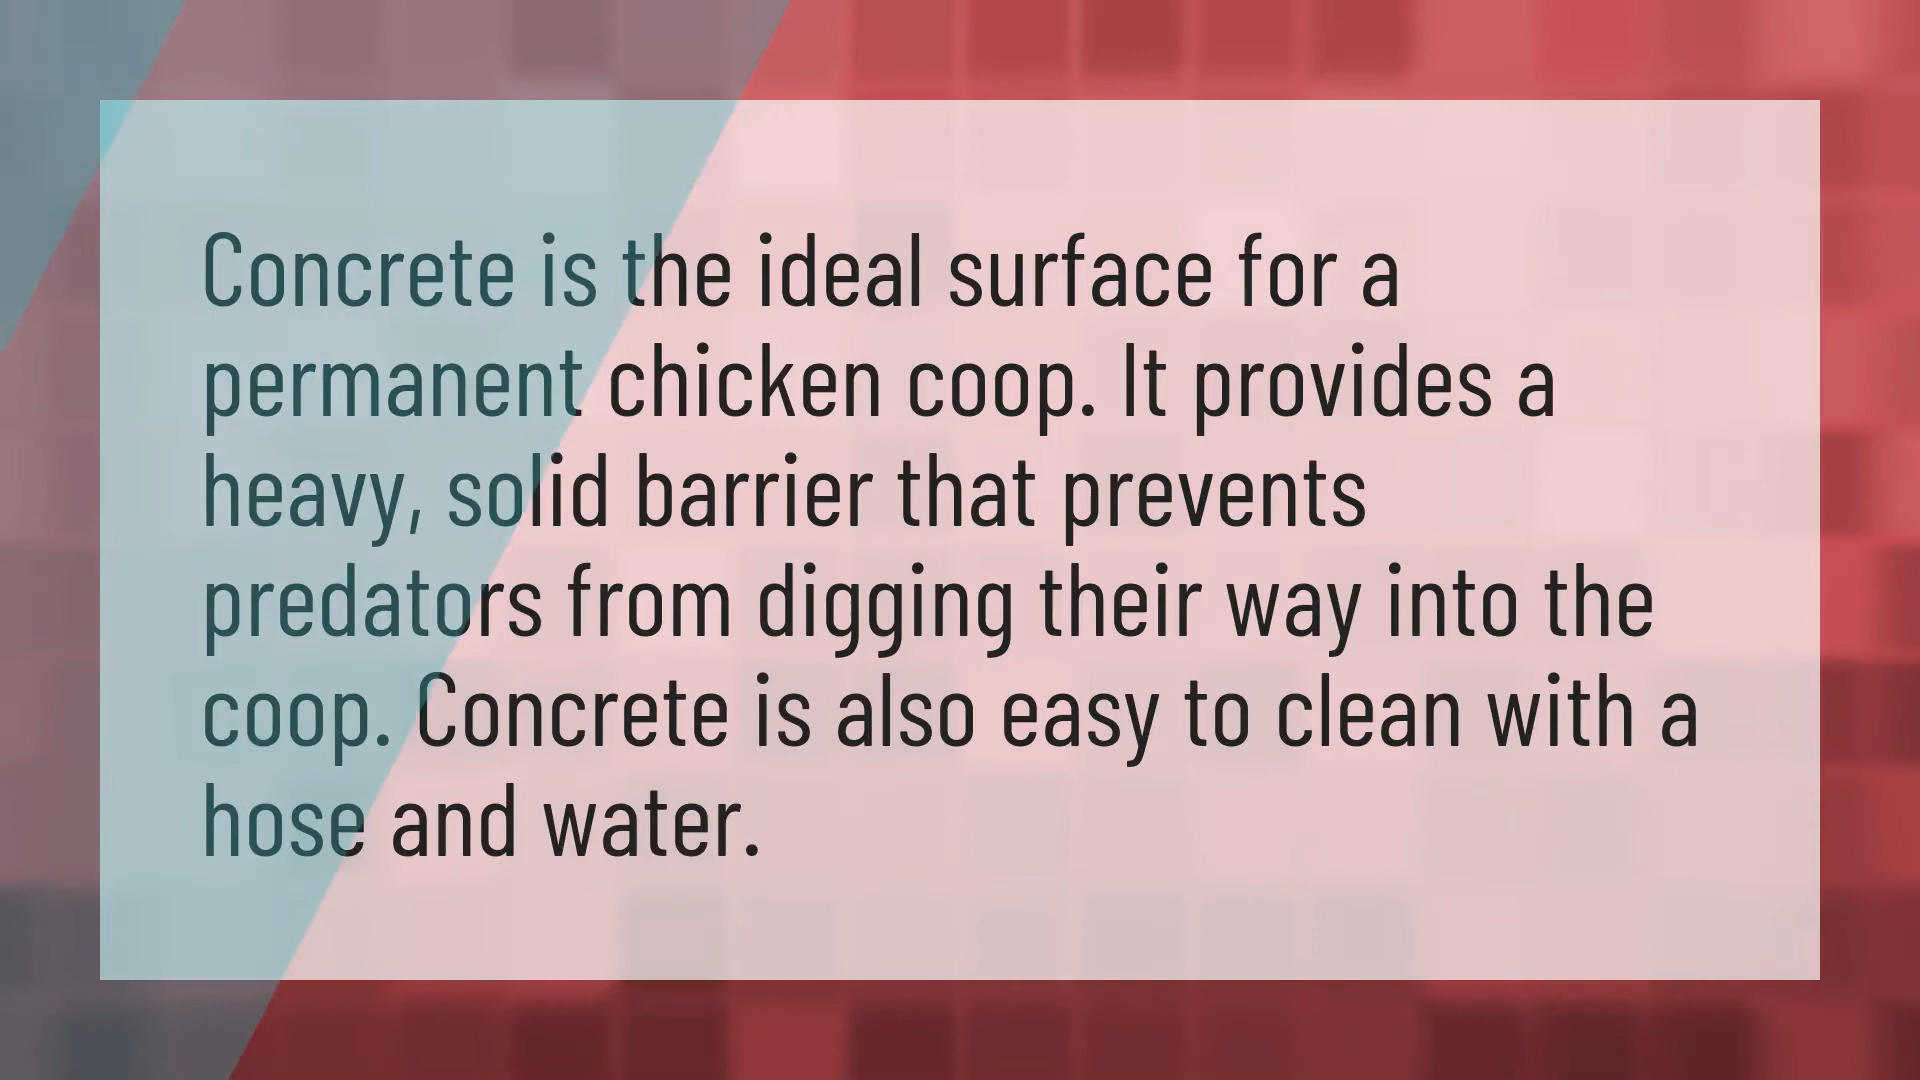 Concrete is the ideal surface for a
permanent chicken coop. It provides a
heavy, solid barrier that prevents
predators from digging their way into the
coop. Concrete is also easy to clean with a
hose and water.